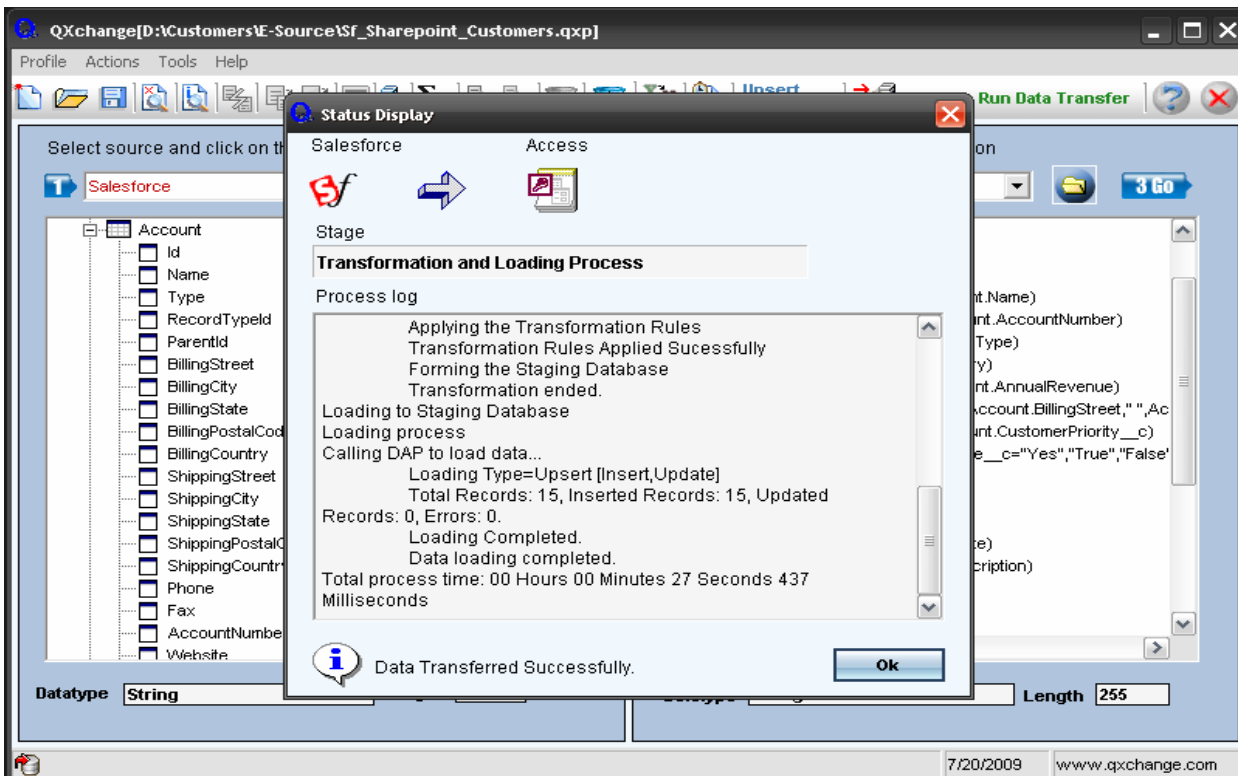 QXchange[D:\Customers\E-Source\Sf_Sharepoint_Customers.qxp]
Profile Actions Tools Help
Upsert
Run Data Transfer
Select source and click on th
on
1
Salesforce
3 Go
Account
Id
Name
Type
RecordTypeId
ParentId
BillingStreet
BillingCity
BillingState
BillingPostalCod
BillingCountry
ShippingStreet
ShippingCity
ShippingState
ShippingPostalC
ShippingCountr
Phone
Fax
AccountNumbe
Website
Status Display
Salesforce
Access
Sf
Stage
Transformation and Loading Process
Process log
Applying the Transformation Rules
Transformation Rules Applied Sucessfully
Forming the Staging Database
Transformation ended.
Loading to Staging Database
Loading process
Calling DAP to load data...
Loading Type=Upsert [Insert,Update]
Total Records: 15, Inserted Records: 15, Updated
Records: 0, Errors: 0.
Loading Completed.
Data loading completed.
Total process time: 00 Hours 00 Minutes 27 Seconds 437
Milliseconds
Data Transferred Successfully.
Ok
nt.Name)
int.AccountNumber)
Type)
ry)
nt.AnnualRevenue)
Account.BillingStreet," ",Ac
int.CustomerPriority__c)
e__c="Yes","True","False"
te)
cription)
Datatype String
Length 255
7/20/2009
www.qxchange.com